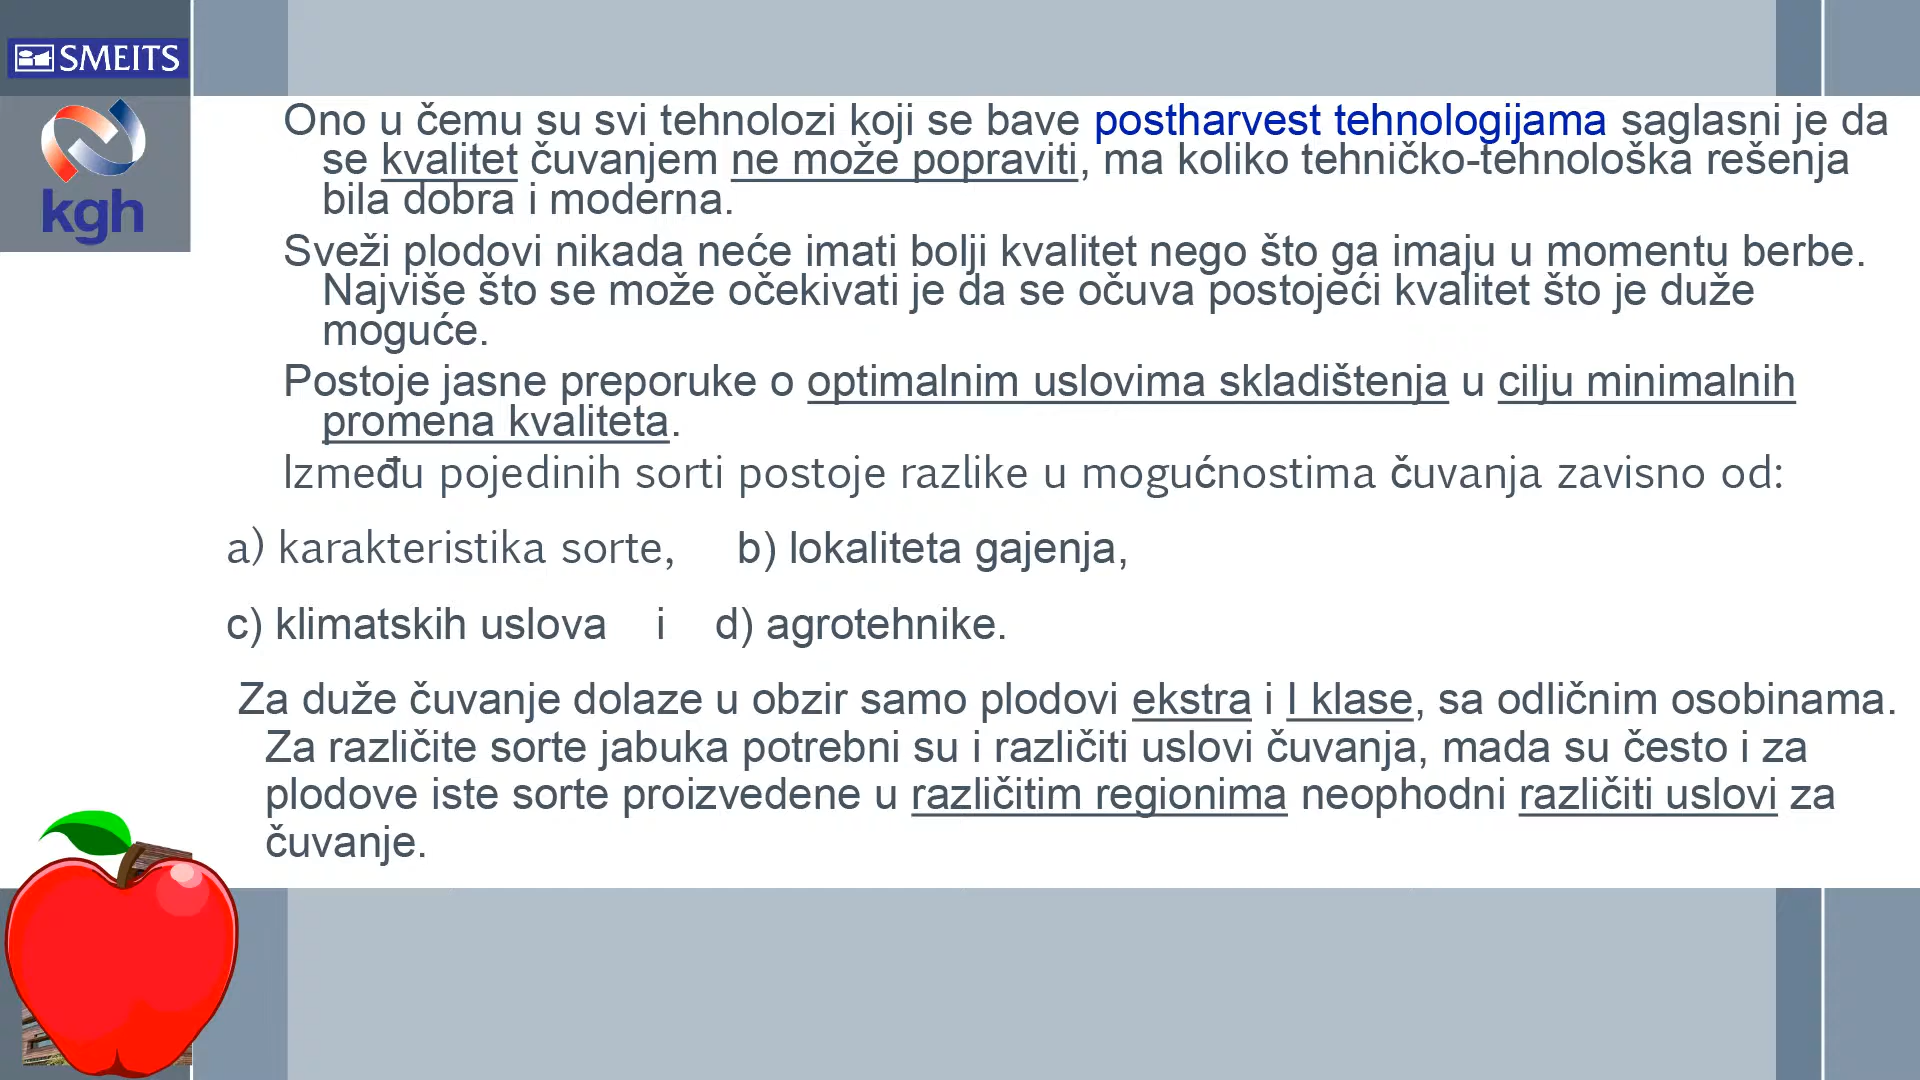 SMEITS
kgh
Ono u čemu su svi tehnolozi koji se bave postharvest tehnologijama saglasni je da
se kvalitet čuvanjem ne može popraviti, ma koliko tehničko-tehnološka rešenja
bila dobra i moderna.
Sveži plodovi nikada neće imati bolji kvalitet nego što ga imaju u momentu berbe.
Najviše što se može očekivati je da se očuva postojeći kvalitet što je duže
moguće.
Postoje jasne preporuke o optimalnim uslovima skladištenja u cilju minimalnih
promena kvaliteta.
Između pojedinih sorti postoje razlike u mogućnostima čuvanja zavisno od:
a) karakteristika sorte, b) lokaliteta gajenja,
c) klimatskih uslova i d) agrotehnike.
Za duže čuvanje dolaze u obzir samo plodovi ekstra i I klase, sa odličnim osobinama.
Za različite sorte jabuka potrebni su i različiti uslovi čuvanja, mada su često i za
plodove iste sorte proizvedene u različitim regionima neophodni različiti uslovi za
čuvanje.